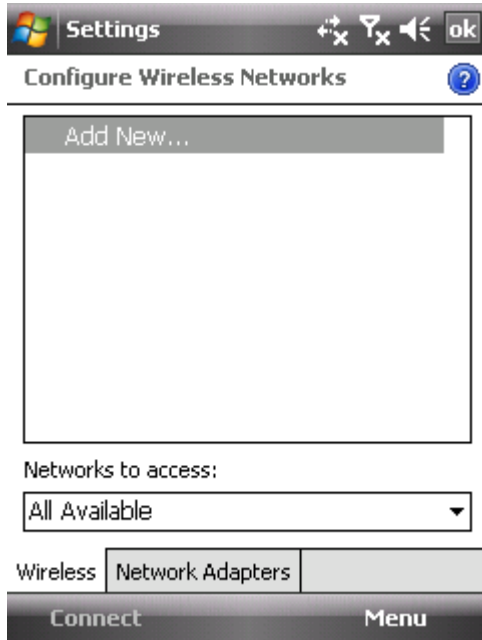 Settings
ok
Configure Wireless Networks
?
Add New...
Networks to access:
All Available
Wireless Network Adapters
Connect Menu